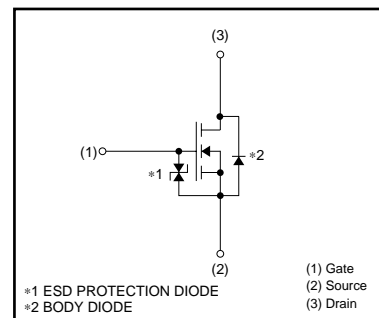 (3)
(1)
∗1
∗2
(2)
∗1 ESD PROTECTION DIODE
∗2 BODY DIODE
(1) Gate
(2) Source
(3) Drain